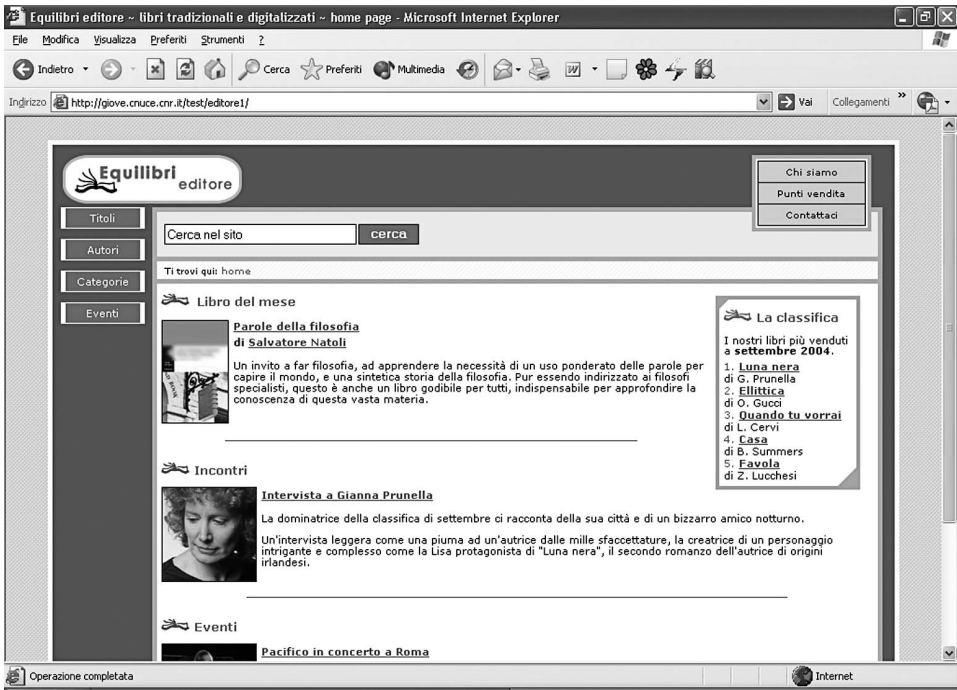 Equilibri editore ~ libri tradizionali e digitalizzati ~ home page - Microsoft Internet Explorer
File Modifica Visualizza Preferiti Strumenti ?
Indietro Cerca Preferiti Multimedia
Indirizzo http://giove.cnuce.cnr.it/test/editore1/ Vai Collegamenti »
Equilibri
editore
Chi siamo
Punti vendita
Contattaci
Titoli
Autori
Categorie
Eventi
Cerca nel sito cerca
Ti trovi qui: home
Libro del mese
Parole della filosofia
di Salvatore Natoli
Un invito a far filosofia, ad apprendere la necessità di un uso ponderato delle parole per
capire il mondo, e una sintetica storia della filosofia. Pur essendo indirizzato ai filosofi
specialisti, questo è anche un libro godibile per tutti, indispensabile per approfondire la
conoscenza di questa vasta materia.
La classifica
I nostri libri più venduti
a settembre 2004.
1. Luna nera
di G. Prunella
2. Ellittica
di O. Gucci
3. Quando tu vorrai
di L. Cervi
4. Casa
di B. Summers
5. Favola
di Z. Lucchesi
Incontri
Intervista a Gianna Prunella
La dominatrice della classifica di settembre ci racconta della sua città e di un bizzarro amico notturno.
Un'intervista leggera come una piuma ad un'autrice dalle mille sfaccettature, la creatrice di un personaggio
intrigante e complesso come la Lisa protagonista di "Luna nera", il secondo romanzo dell'autrice di origini
irlandesi.
Eventi
Pacifico in concerto a Roma
Operazione completata Internet